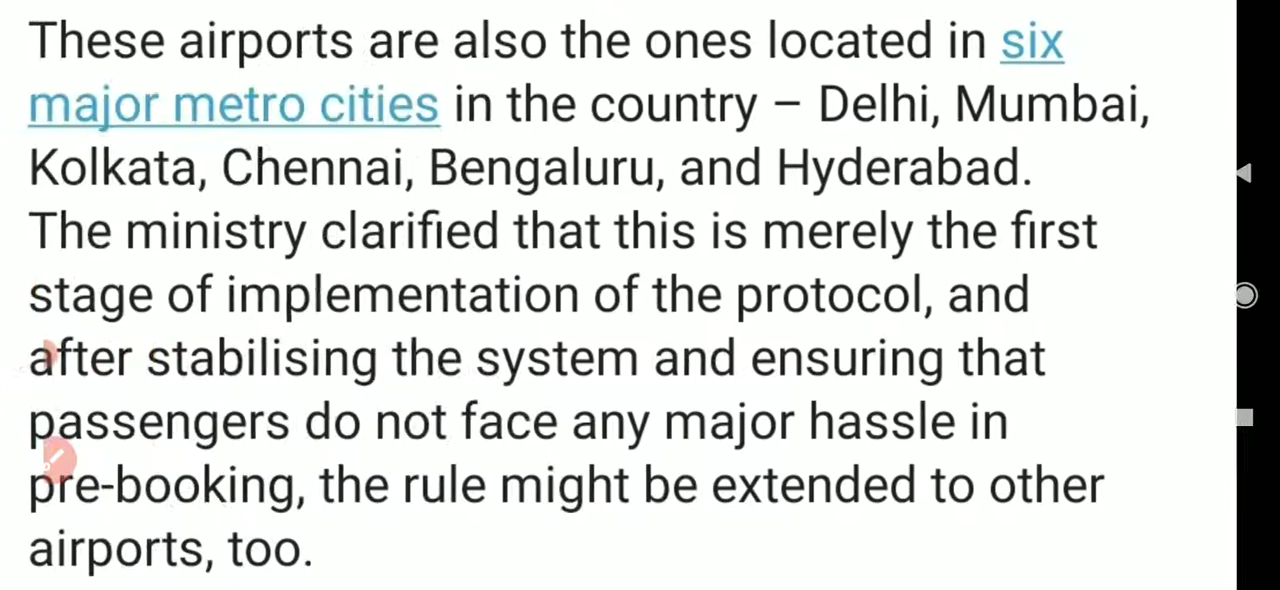 These airports are also the ones located in six
major metro cities in the country – Delhi, Mumbai,
Kolkata, Chennai, Bengaluru, and Hyderabad.
The ministry clarified that this is merely the first
stage of implementation of the protocol, and
after stabilising the system and ensuring that
passengers do not face any major hassle in
pre-booking, the rule might be extended to other
airports, too.